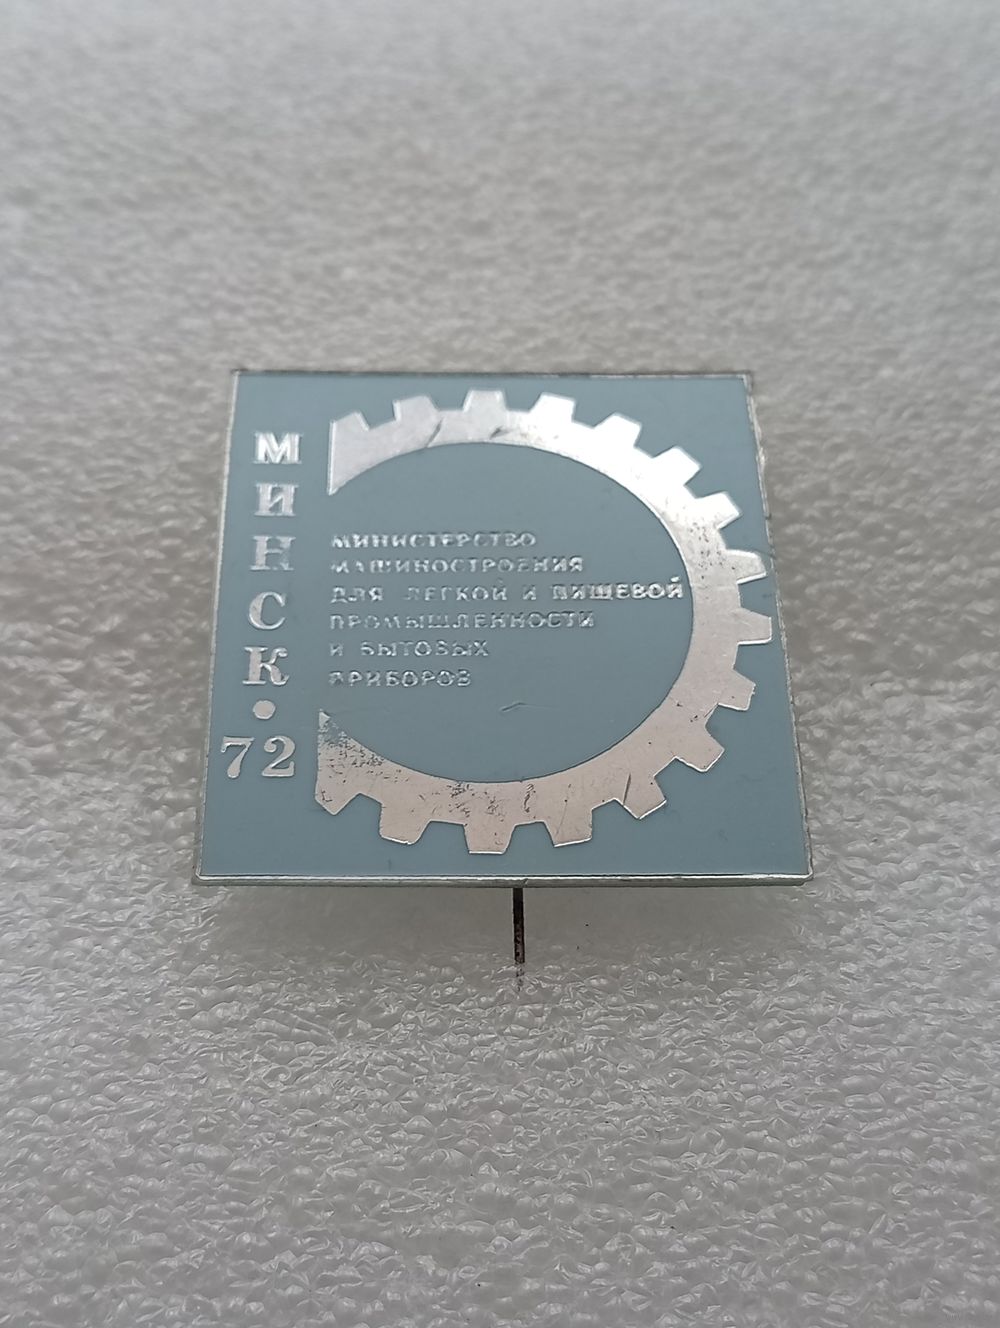 МИНСК•72
МИНИСТЕРСТВО
МАШИНОСТРОЕНИЯ
ДЛЯ ЛЕГКОЙ И ПИЩЕВОЙ
ПРОМЫШЛЕННОСТИ
И БЫТОВЫХ
ПРИБОРОВ